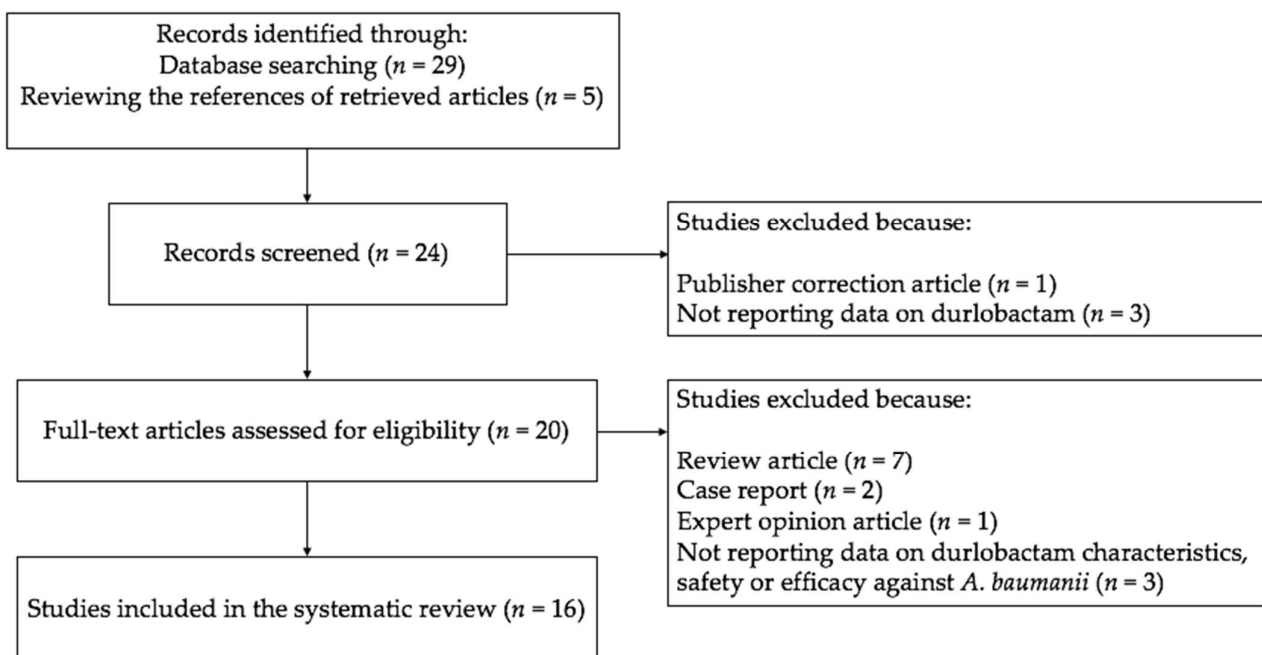 Records identified through:
Database searching (n = 29)
Reviewing the references of retrieved articles (n = 5)
Records screened (n = 24)
Studies excluded because:
Publisher correction article (n = 1)
Not reporting data on durlobactam (n = 3)
Full-text articles assessed for eligibility (n = 20)
Studies excluded because:
Review article (n = 7)
Case report (n = 2)
Expert opinion article (n = 1)
Not reporting data on durlobactam characteristics,
safety or efficacy against A. baumanii (n = 3)
Studies included in the systematic review (n = 16)